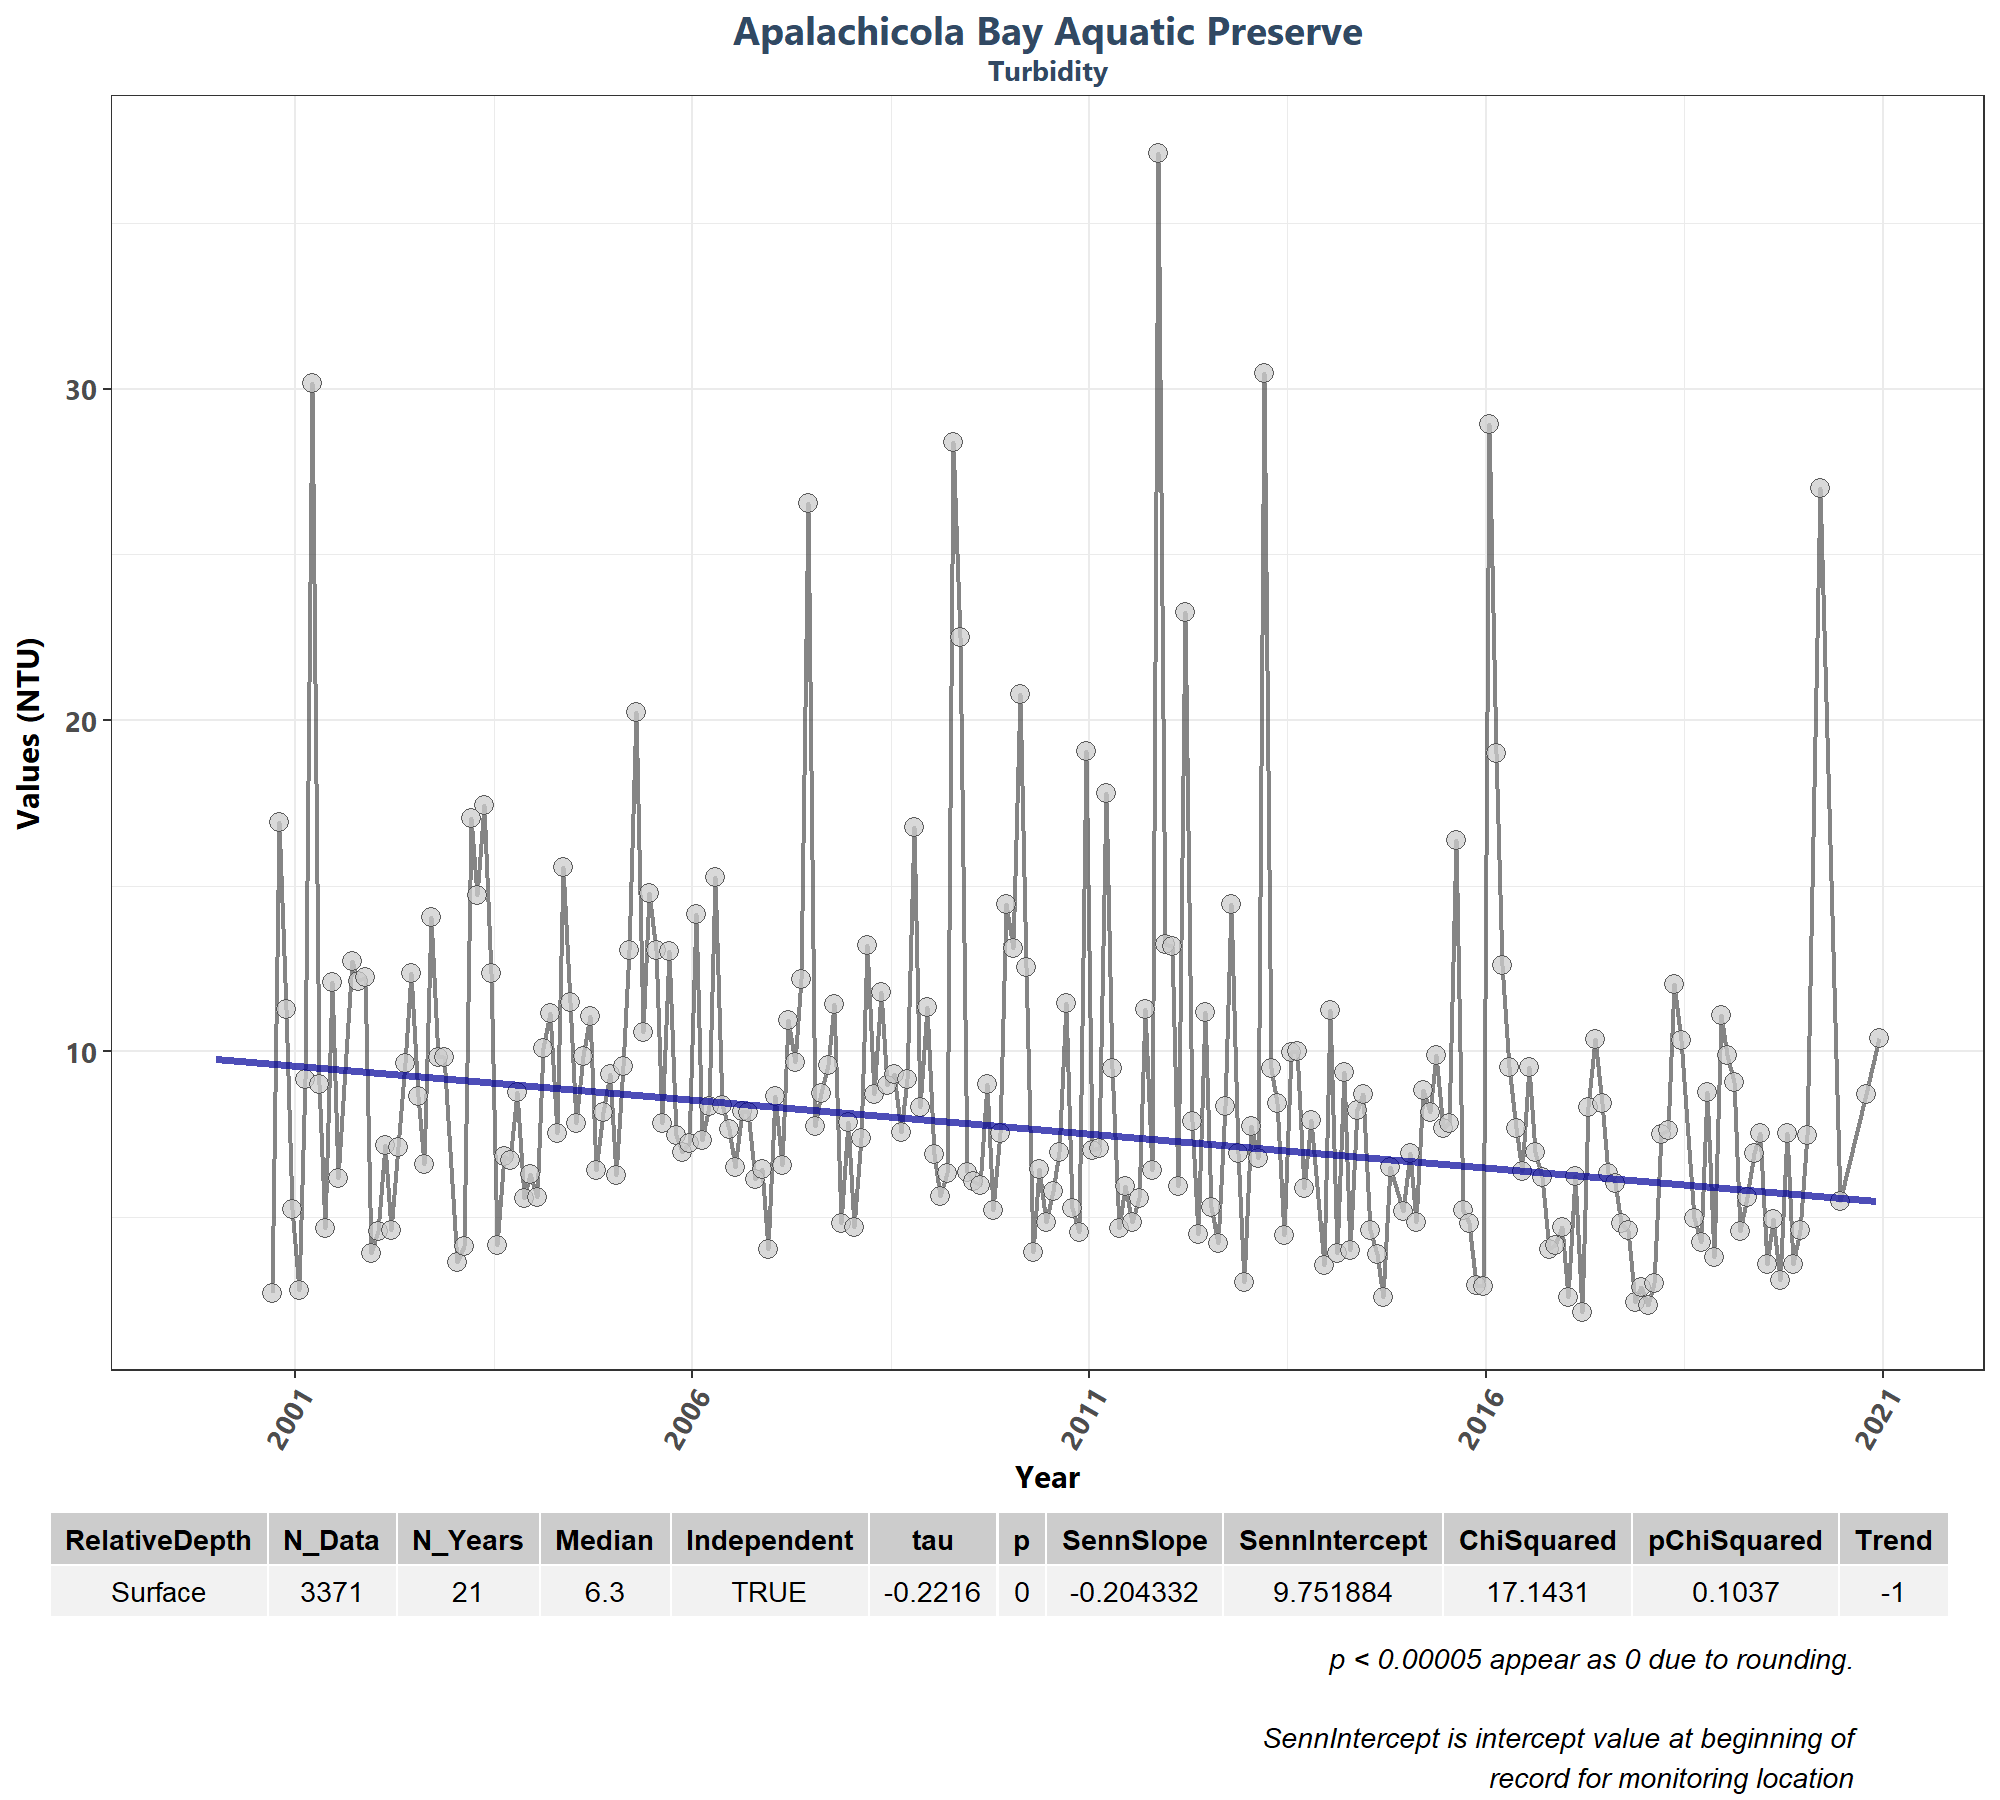 Apalachicola Bay Aquatic Preserve
Turbidity
Values (NTU)
30
20
10
2001
2006
2011
2016
2021
Year
RelativeDepth N_Data N_Years Median Independent tau p SennSlope SennIntercept ChiSquared pChiSquared Trend
Surface 3371 21 6.3 TRUE -0.2216 0 -0.204332 9.751884 17.1431 0.1037 -1
p < 0.00005 appear as 0 due to rounding.
SennIntercept is intercept value at beginning of
record for monitoring location